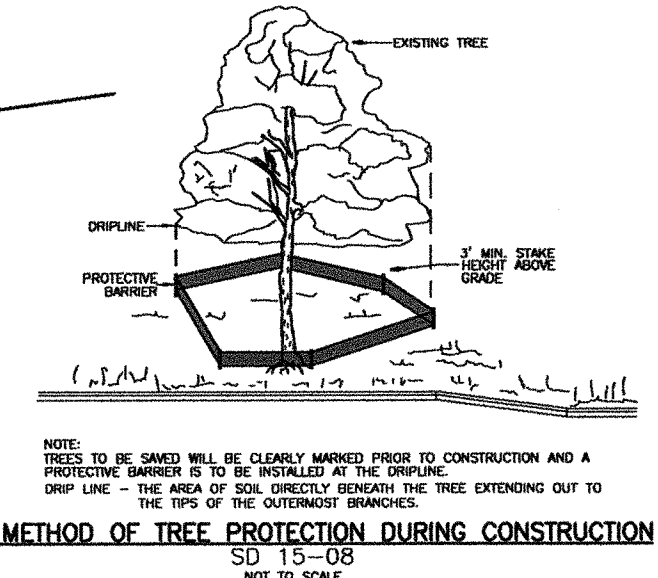 EXISTING TREE
DRIPLINE
3' MIN. STAKE
HEIGHT ABOVE
GRADE
PROTECTIVE
BARRIER
NOTE:
TREES TO BE SAVED WILL BE CLEARLY MARKED PRIOR TO CONSTRUCTION AND A
PROTECTIVE BARRIER IS TO BE INSTALLED AT THE DRIPLINE.
DRIP LINE – THE AREA OF SOIL DIRECTLY BENEATH THE TREE EXTENDING OUT TO
THE TIPS OF THE OUTERMOST BRANCHES.
METHOD OF TREE PROTECTION DURING CONSTRUCTION
SD 15-08
NOT TO SCALE